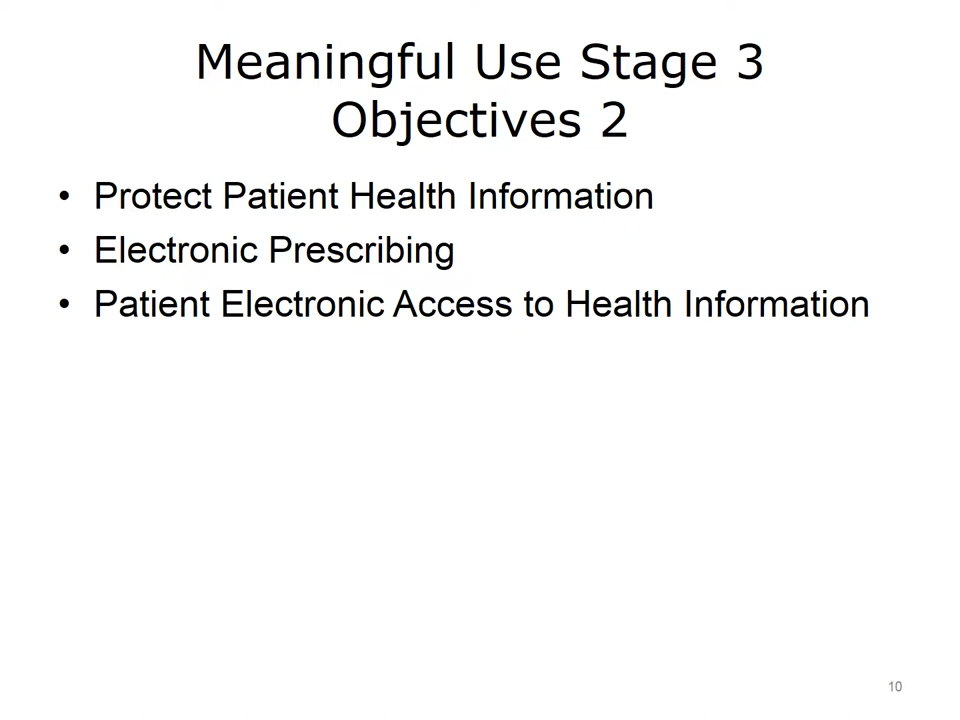 Meaningful Use Stage 3
Objectives 2
• Protect Patient Health Information
• Electronic Prescribing
• Patient Electronic Access to Health Information
10